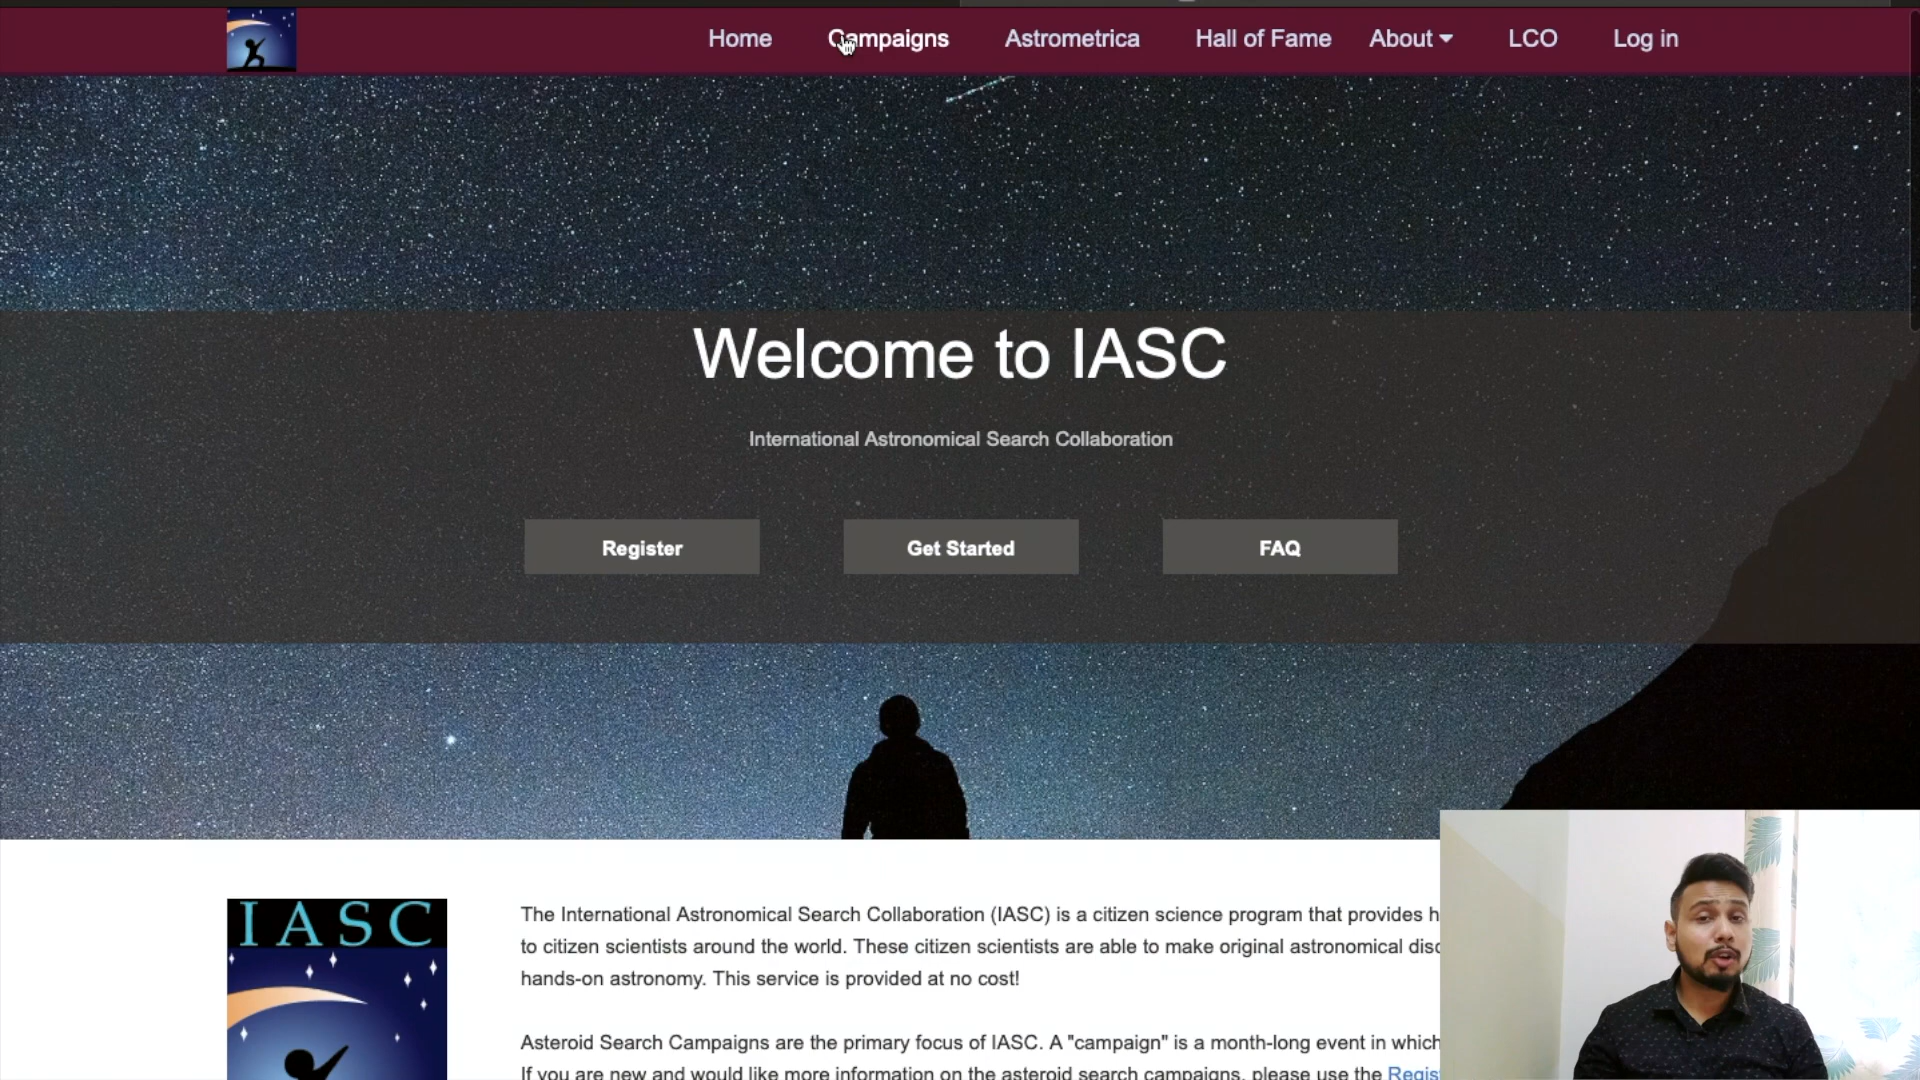 Home Campaigns Astrometrica Hall of Fame About LCO Log in
Welcome to IASC
International Astronomical Search Collaboration
Register Get Started FAQ
IASC
The International Astronomical Search Collaboration (IASC) is a citizen science program that provides h
to citizen scientists around the world. These citizen scientists are able to make original astronomical disc
hands-on astronomy. This service is provided at no cost!
Asteroid Search Campaigns are the primary focus of IASC. A "campaign" is a month-long event in which
If you are new and would like more information on the asteroid search campaigns, please use the Regis